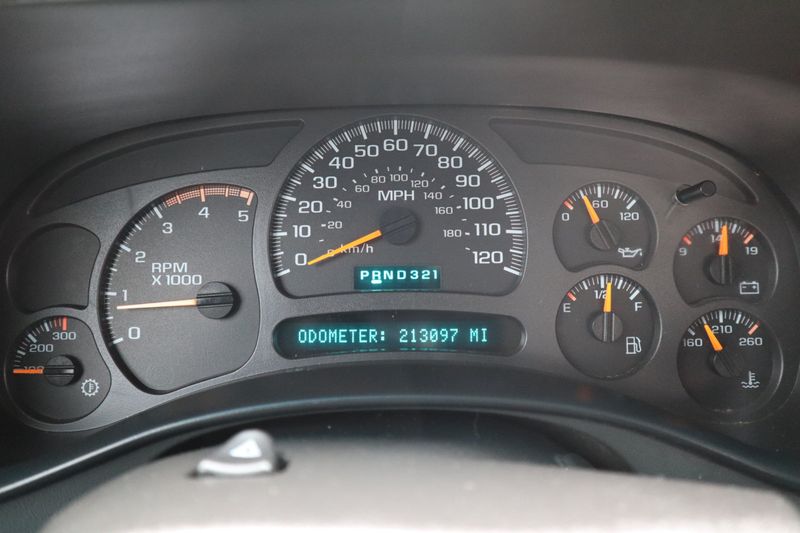 0 1 2 3 4 5
RPM
X 1000
100 200 300
0 10 20 30 40 50 60 70 80 90 100 110 120
20 40 60 80 100 120 140 160 180
MPH
km/h
PRND321
ODOMETER: 213097 MI
0 60 120
9 14 19
E 1/2 F
160 210 260